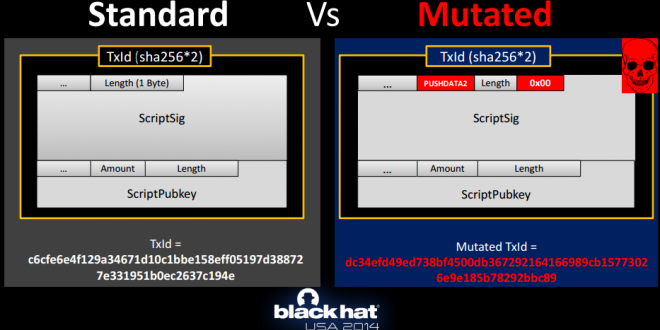 Standard Vs Mutated
TxId (sha256*2)
... Length (1 Byte)
ScriptSig
... Amount Length
ScriptPubkey
TxId =
c6cfe6e4f129a34671d10c1bbe158eff05197d38872
7e331951b0ec2637c194e
TxId (sha256*2)
... PUSHDATA2 Length 0x00
ScriptSig
... Amount Length
ScriptPubkey
Mutated TxId =
dc34efd49ed738bf4500db367292164166989cb1577302
6e9e185b78292bbc89
black hat®
USA 2014